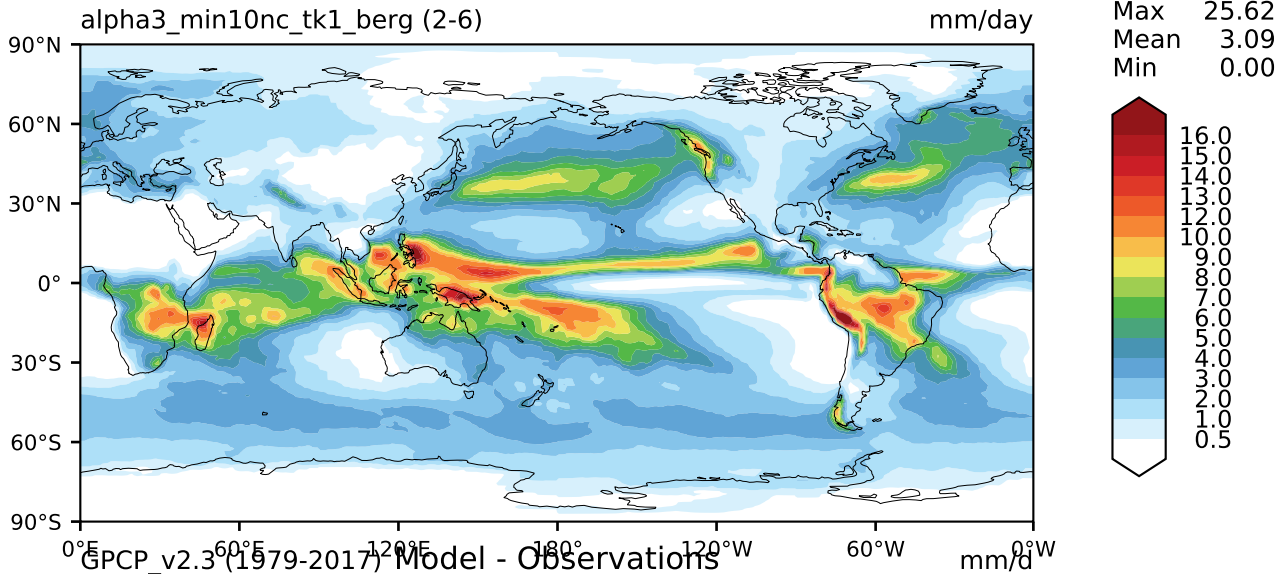 alpha3_min10nc_tk1_berg (2-6) mm/day
Max 25.62
Mean 3.09
Min 0.00
90°N
60°N
30°N
0°
30°S
60°S
90°S
0°E 60°E 120°E 180° 120°W 60°W 0°W
16.0
15.0
14.0
13.0
12.0
10.0
9.0
8.0
7.0
6.0
5.0
4.0
3.0
2.0
1.0
0.5
GPCP_v2.3 (1979-2017) Model - Observations mm/d